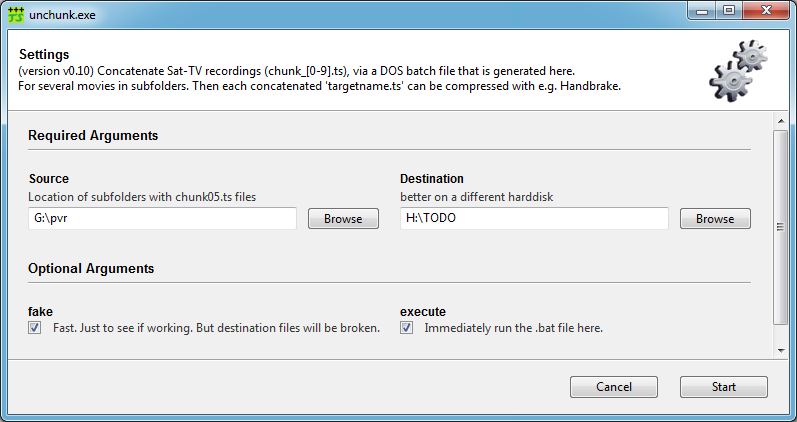 unchunk.exe
Settings
(version v0.10) Concatenate Sat-TV recordings (chunk_[0-9].ts), via a DOS batch file that is generated here.
For several movies in subfolders. Then each concatenated 'targetname.ts' can be compressed with e.g. Handbrake.
Required Arguments
Source
Location of subfolders with chunk05.ts files
G:\pvr
Browse
Destination
better on a different harddisk
H:\TODO
Browse
Optional Arguments
fake
Fast. Just to see if working. But destination files will be broken.
execute
Immediately run the .bat file here.
Cancel
Start